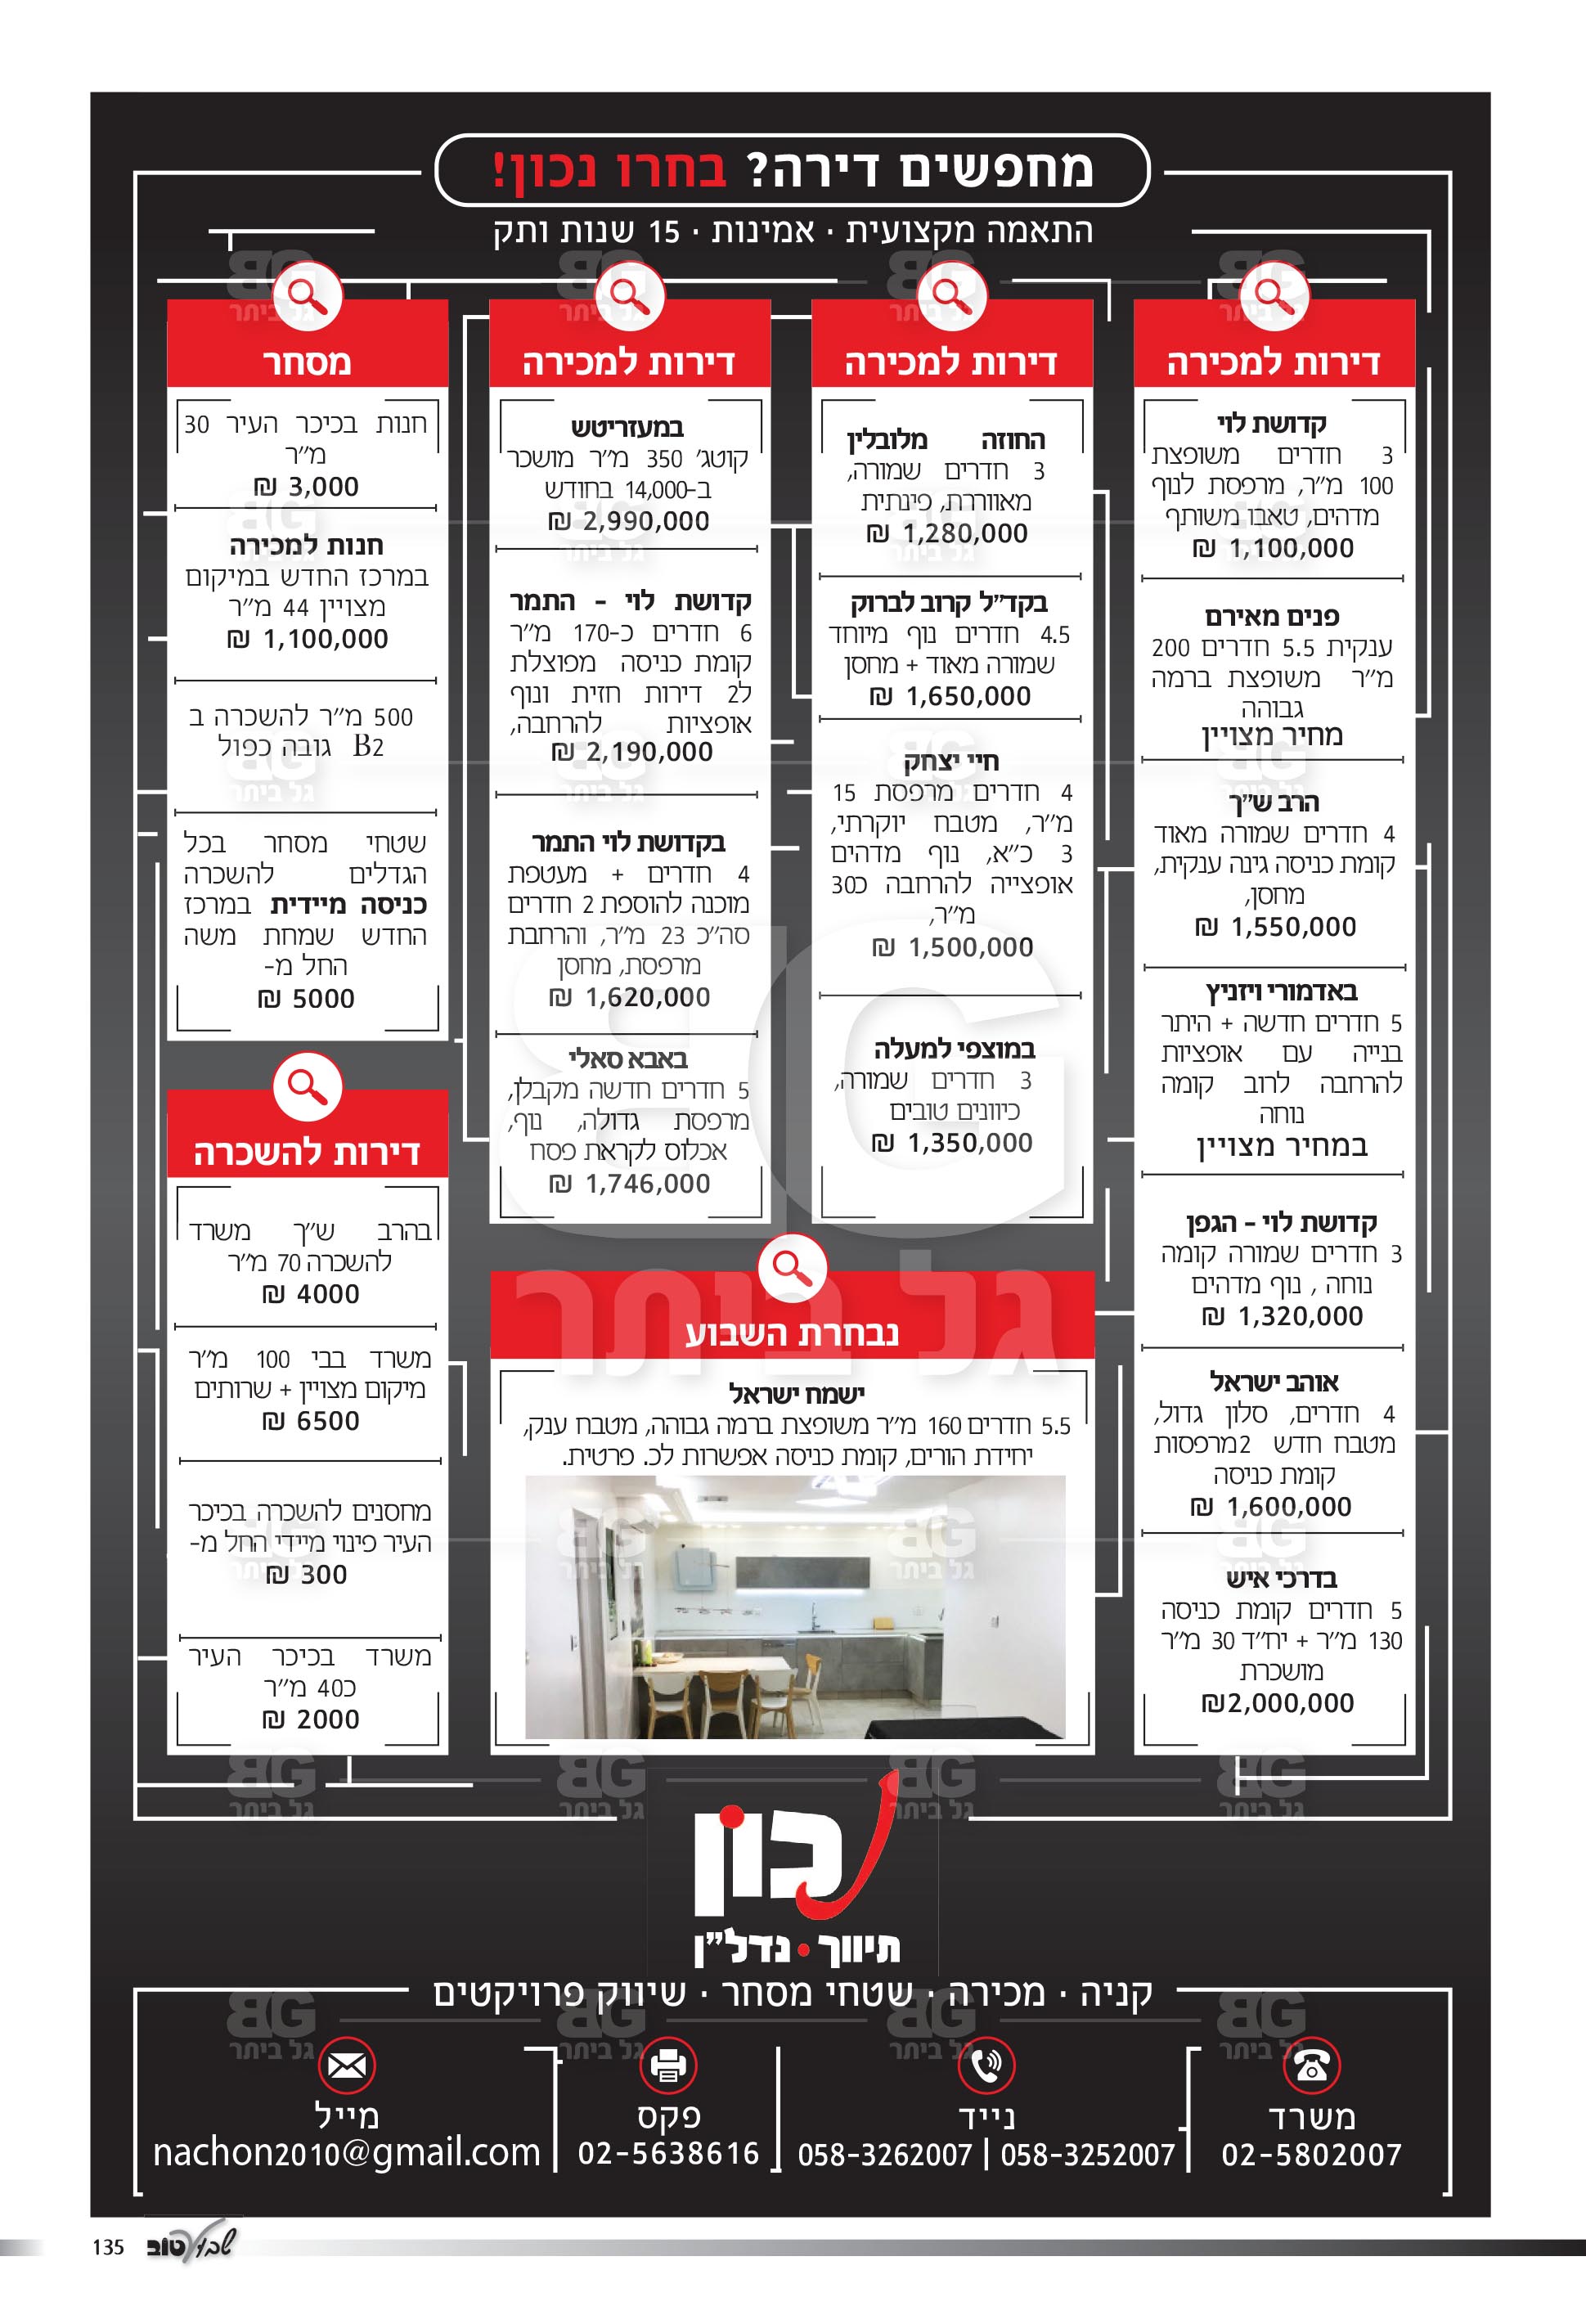 מחפשים דירה? בחרו נכון!
התאמה מקצועית · אמינות · 15 שנות ותק
דירות למכירה
קדושת לוי
3 חדרים משופצת
100 מ״ר, מרפסת לנוף
מדהים, טאבו משותף
1,100,000 ₪
פנים מאירם
ענקית 5.5 חדרים 200
מ״ר משופצת ברמה
גבוהה
מחיר מצויין
הרב ש״ך
4 חדרים שמורה מאוד
קומת כניסה גינה ענקית,
מחסן,
1,550,000 ₪
באדמורי ויזניץ
5 חדרים חדשה + היתר
בנייה עם אופציות
להרחבה לרוב קומה
נוחה
במחיר מצויין
קדושת לוי - הגפן
3 חדרים שמורה קומה
נוחה , נוף מדהים
1,320,000 ₪
אוהב ישראל
4 חדרים, סלון גדול,
מטבח חדש 2מרפסות
קומת כניסה
1,600,000 ₪
בדרכי איש
5 חדרים קומת כניסה
130 מ״ר + יח״ד 30 מ״ר
מושכרת
2,000,000₪
דירות למכירה
החוזה מלובלין
3 חדרים שמורה,
מאווררת, פינתית
1,280,000 ₪
בקד״ל קרוב לברוק
4.5 חדרים נוף מיוחד
שמורה מאוד + מחסן
1,650,000 ₪
חיי יצחק
4 חדרים מרפסת 15
מ״ר, מטבח יוקרתי,
3 כ״א, נוף מדהים
אופצייה להרחבה כ30
מ״ר,
1,500,000 ₪
במוצפי למעלה
3 חדרים שמורה,
כיוונים טובים
1,350,000 ₪
דירות למכירה
במעזריטש
קוטג׳ 350 מ״ר מושכר
ב-14,000 בחודש
2,990,000 ₪
קדושת לוי - התמר
6 חדרים כ-170 מ״ר
קומת כניסה מפוצלת
ל2 דירות חזית ונוף
אופציות להרחבה,
2,190,000 ₪
בקדושת לוי התמר
4 חדרים + מעטפת
מוכנה להוספת 2 חדרים
סה״כ 23 מ״ר, והרחבת
מרפסת, מחסן
1,620,000 ₪
באבא סאלי
5 חדרים חדשה מקבלן,
מרפסת גדולה, נוף,
אכלוס לקראת פסח
1,746,000 ₪
מסחר
חנות בכיכר העיר 30
מ״ר
3,000 ₪
חנות למכירה
במרכז החדש במיקום
מצויין 44 מ״ר
1,100,000 ₪
500 מ״ר להשכרה ב
B2 גובה כפול
שטחי מסחר בכל
הגדלים להשכרה
כניסה מיידית במרכז
החדש שמחת משה
החל מ-
5000 ₪
דירות להשכרה
בהרב ש״ך משרד
להשכרה 70 מ״ר
4000 ₪
משרד בבי 100 מ״ר
מיקום מצויין + שרותים
6500 ₪
מחסנים להשכרה בכיכר
העיר פינוי מיידי החל מ-
300 ₪
משרד בכיכר העיר
כ40 מ״ר
2000 ₪
נבחרת השבוע
ישמח ישראל
5.5 חדרים 160 מ״ר משופצת ברמה גבוהה, מטבח ענק,
יחידת הורים, קומת כניסה אפשרות לכ. פרטית.
נכון
תיווך • נדל״ן
קניה · מכירה · שטחי מסחר · שיווק פרויקטים
משרד
02-5802007
נייד
058-3262007 | 058-3252007
פקס
02-5638616
מייל
nachon2010@gmail.com
BG
גל ביתר
135 שבוע טוב